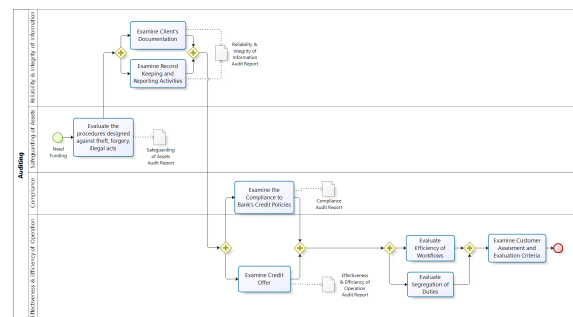 Auditing
Reliability & Integrity of Information
Examine Client's
Documentation
Examine Record
Keeping and
Reporting Activities
Reliability &
Integrity of
Information
Audit Report
Safeguarding of Assets
Need
Funding
Evaluate the
procedures designed
against theft, forgery,
illegal acts
Safeguarding
of Assets
Audit Report
Compliance
Examine the
Compliance to
Bank's Credit Policies
Compliance
Audit Report
Effectiveness & Efficiency of Operation
Examine Credit
Offer
Effectiveness
& Efficiency of
Operation
Audit Report
Evaluate
Efficiency of
Workflows
Evaluate
Segregation of
Duties
Examine Customer
Assesment and
Evaluation Criteria